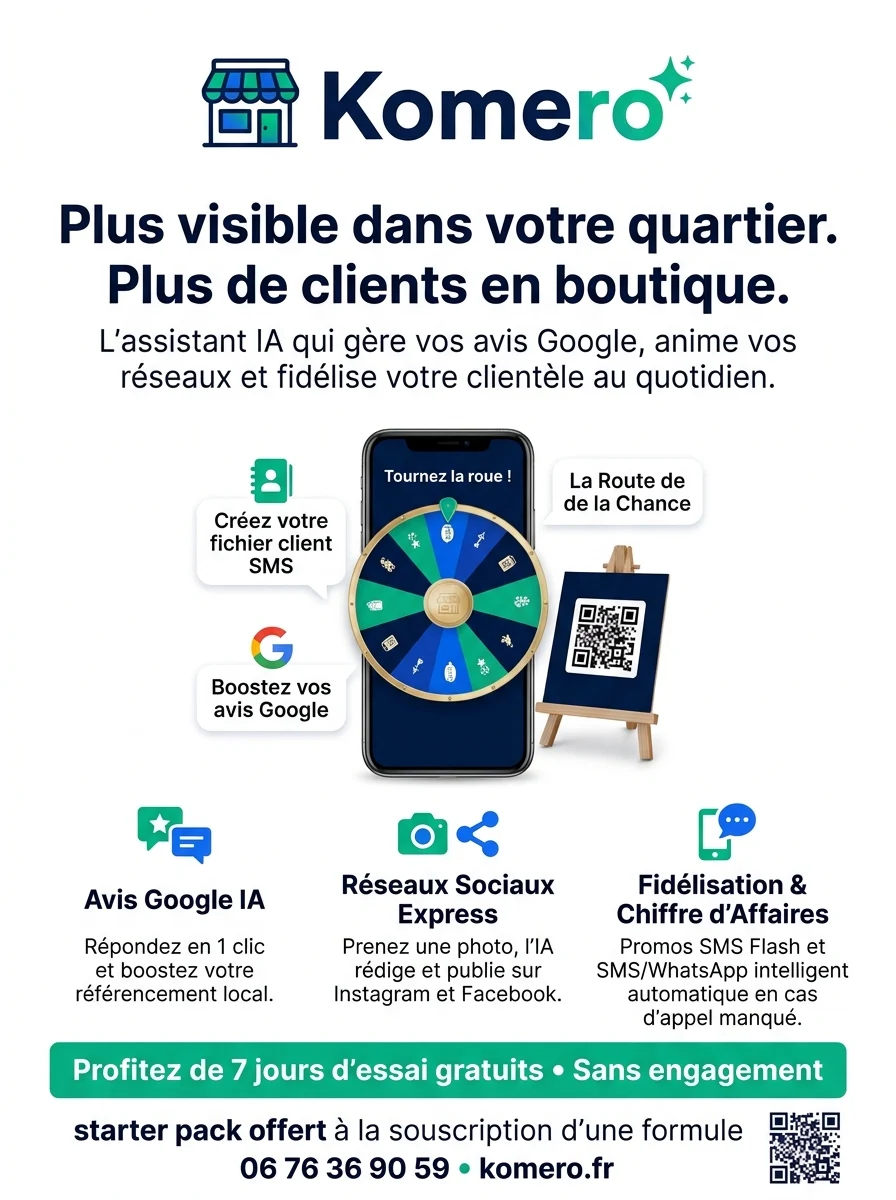 Komero
Plus visible dans votre quartier.
Plus de clients en boutique.
L'assistant IA qui gère vos avis Google, anime vos
réseaux et fidélise votre clientèle au quotidien.
Tournez la roue !
Créez votre
fichier client
SMS
La Route de
de la Chance
G
Boostez vos
avis Google
Avis Google IA
Répondez en 1 clic
et boostez votre
référencement local.
Réseaux Sociaux
Express
Prenez une photo, l'IA
rédige et publie sur
Instagram et Facebook.
Fidélisation &
Chiffre d'Affaires
Promos SMS Flash et
SMS/WhatsApp intelligent
automatique en cas
d'appel manqué.
Profitez de 7 jours d'essai gratuits • Sans engagement
starter pack offert à la souscription d'une formule
06 76 36 90 59 • komero.fr